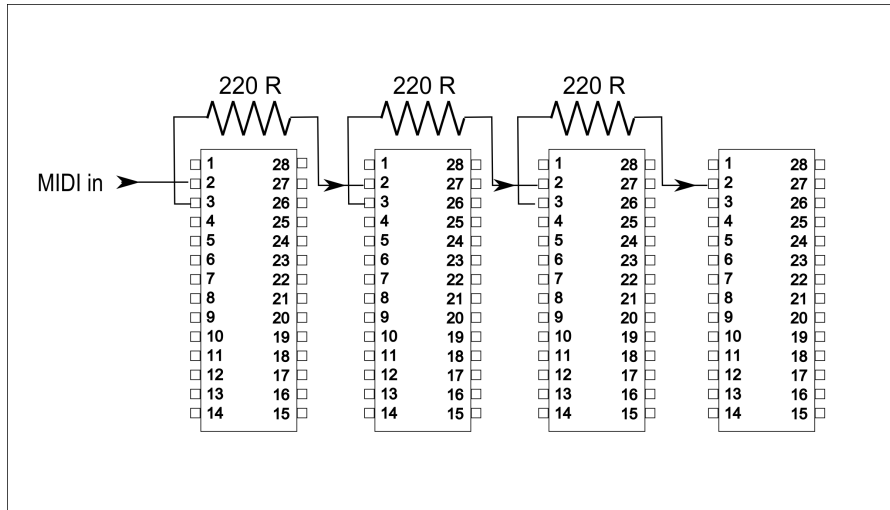 220 R 220 R 220 R
MIDI in
1 28 1 28 1 28 1 28
2 27 2 27 2 27 2 27
3 26 3 26 3 26 3 26
4 25 4 25 4 25 4 25
5 24 5 24 5 24 5 24
6 23 6 23 6 23 6 23
7 22 7 22 7 22 7 22
8 21 8 21 8 21 8 21
9 20 9 20 9 20 9 20
10 19 10 19 10 19 10 19
11 18 11 18 11 18 11 18
12 17 12 17 12 17 12 17
13 16 13 16 13 16 13 16
14 15 14 15 14 15 14 15